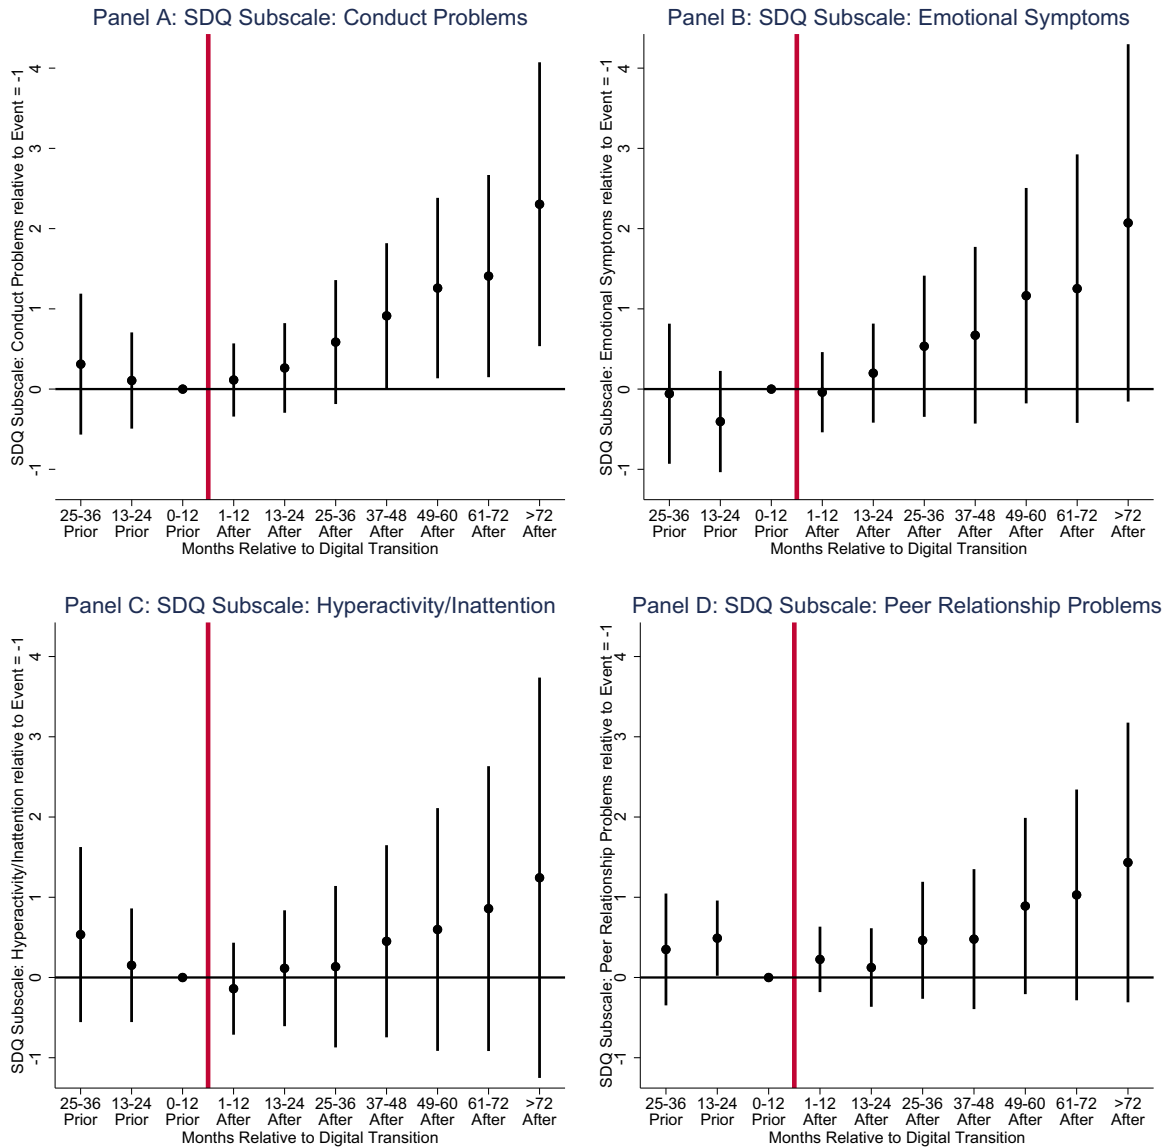 Panel A: SDQ Subscale: Conduct Problems
SDQ Subscale: Conduct Problems relative to Event = -1
4
3
2
1
0
-1
25-36 13-24 0-12 1-12 13-24 25-36 37-48 49-60 61-72 >72
Prior Prior Prior After After After After After After After
Months Relative to Digital Transition
Panel B: SDQ Subscale: Emotional Symptoms
SDQ Subscale: Emotional Symptoms relative to Event = -1
4
3
2
1
0
-1
25-36 13-24 0-12 1-12 13-24 25-36 37-48 49-60 61-72 >72
Prior Prior Prior After After After After After After After
Months Relative to Digital Transition
Panel C: SDQ Subscale: Hyperactivity/Inattention
SDQ Subscale: Hyperactivity/Inattention relative to Event = -1
4
3
2
1
0
-1
25-36 13-24 0-12 1-12 13-24 25-36 37-48 49-60 61-72 >72
Prior Prior Prior After After After After After After After
Months Relative to Digital Transition
Panel D: SDQ Subscale: Peer Relationship Problems
SDQ Subscale: Peer Relationship Problems relative to Event = -1
4
3
2
1
0
-1
25-36 13-24 0-12 1-12 13-24 25-36 37-48 49-60 61-72 >72
Prior Prior Prior After After After After After After After
Months Relative to Digital Transition